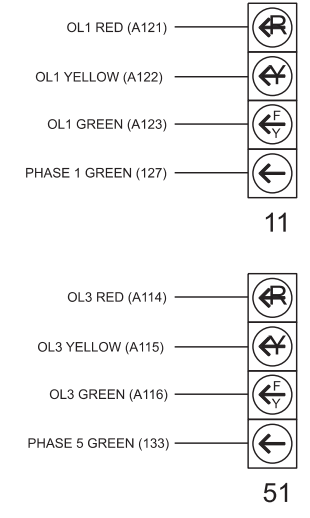 OL1 RED (A121) R
OL1 YELLOW (A122) Y
OL1 GREEN (A123) F Y
PHASE 1 GREEN (127)
11
OL3 RED (A114) R
OL3 YELLOW (A115) Y
OL3 GREEN (A116) F Y
PHASE 5 GREEN (133)
51